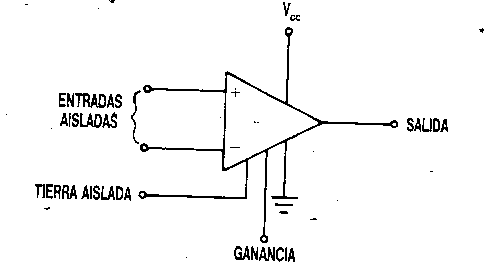 Vcc
ENTRADAS
AISLADAS
+
−
SALIDA
TIERRA AISLADA
GANANCIA